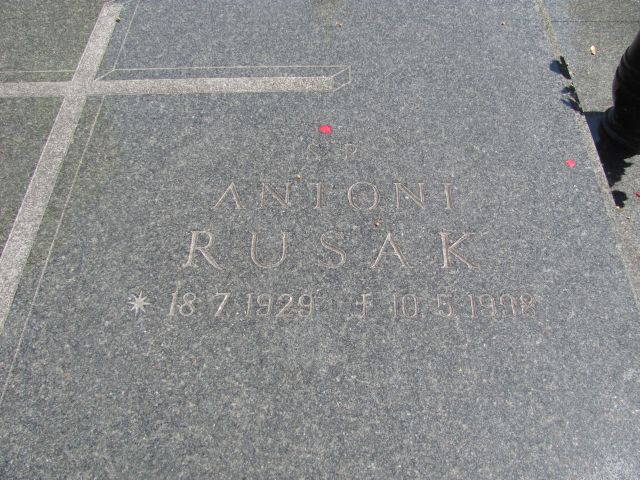 Ś P
ANTONI
RUSAK
* 18.7.1929 † 10.5.1998